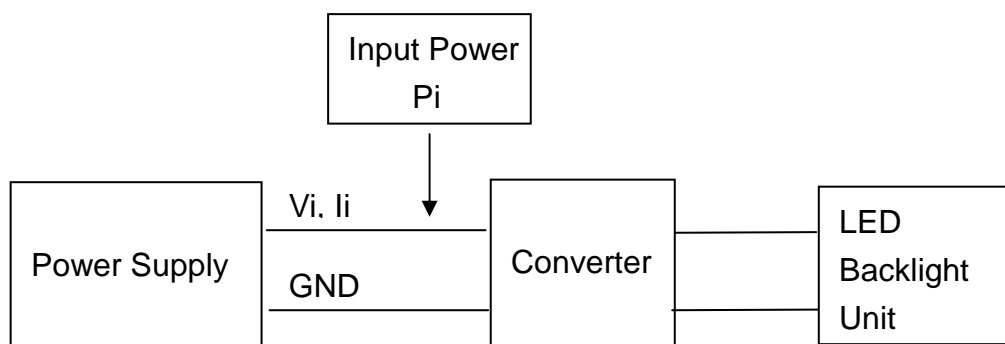 Input Power
Pi
Vi, Ii
Power Supply
GND
Converter
LED
Backlight
Unit